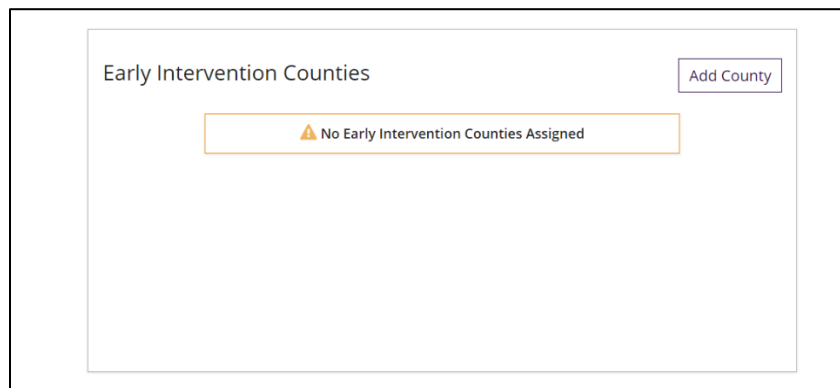 Early Intervention Counties
Add County
No Early Intervention Counties Assigned